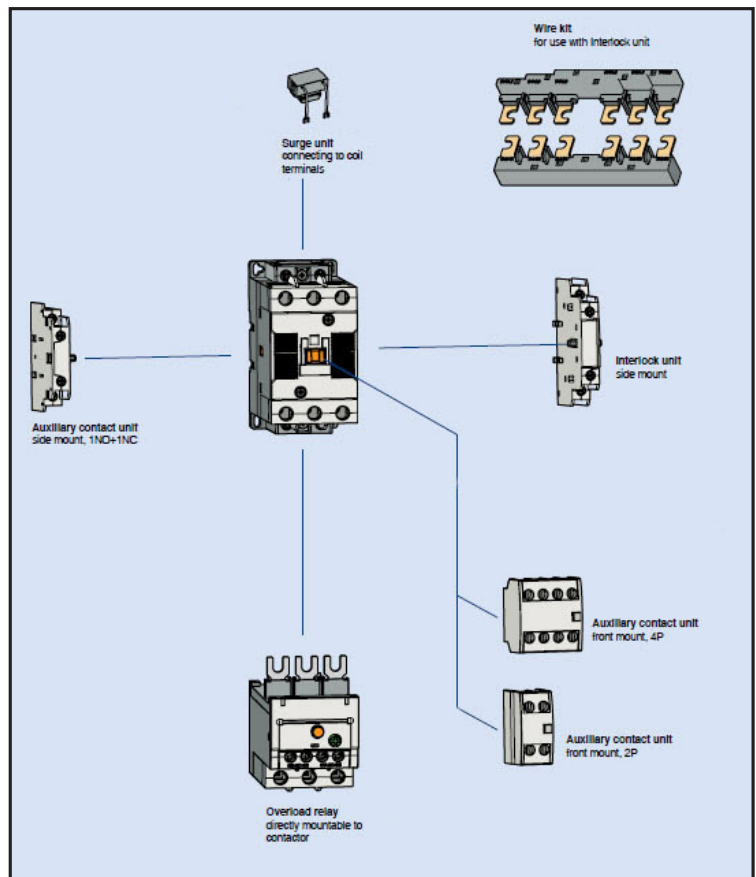 Wire kit
for use with Interlock unit
Surge unit
connecting to coil
terminals
Interlock unit
side mount
Auxiliary contact unit
side mount, 1NO+1NC
Auxiliary contact unit
front mount, 4P
Auxiliary contact unit
front mount, 2P
Overload relay
directly mountable to
contactor